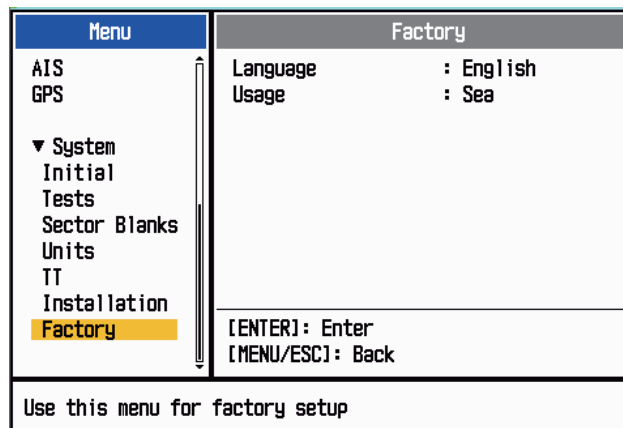 Menu
AIS
GPS
▼ System
Initial
Tests
Sector Blanks
Units
TT
Installation
Factory
Factory
Language : English
Usage : Sea
[ENTER]: Enter
[MENU/ESC]: Back
Use this menu for factory setup